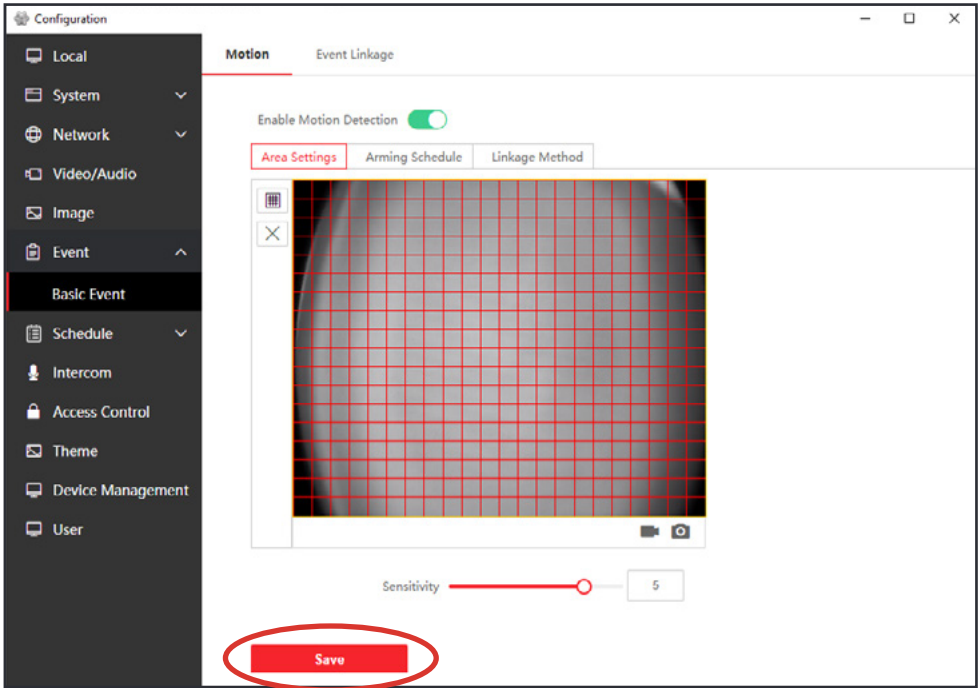 Configuration
Local
System
Network
Video/Audio
Image
Event
Basic Event
Schedule
Intercom
Access Control
Theme
Device Management
User
Motion Event Linkage
Enable Motion Detection
Area Settings Arming Schedule Linkage Method
Sensitivity 5
Save